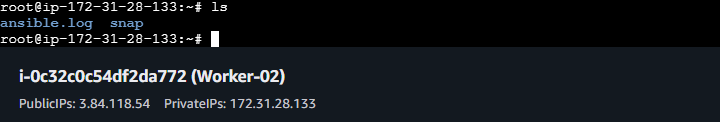 root@ip-172-31-28-133:~# ls
ansible.log  snap
root@ip-172-31-28-133:~#
i-0c32c0c54df2da772 (Worker-02)
PublicIPs: 3.84.118.54    PrivateIPs: 172.31.28.133